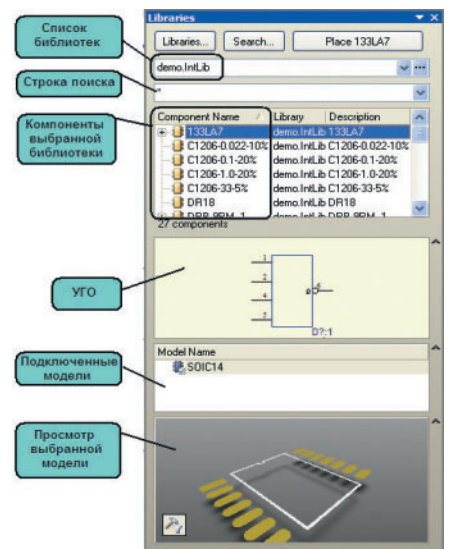 Список
библиотек
Строка поиска
Компоненты
выбранной
библиотеки
УГО
Подключенные
модели
Просмотр
выбранной
модели
Libraries
Libraries... Search... Place 133LA7
demo.IntLib
*
Component Name Library Description
133LA7 demo.IntLib 133LA7
C1206-0.022-10% demo.IntLib C1206-0.022-10%
C1206-0.1-20% demo.IntLib C1206-0.1-20%
C1206-1.0-20% demo.IntLib C1206-1.0-20%
C1206-33-5% demo.IntLib C1206-33-5%
DR18 demo.IntLib DR18
27 components
1
2
4
5
6
D?:1
Model Name
SOIC14